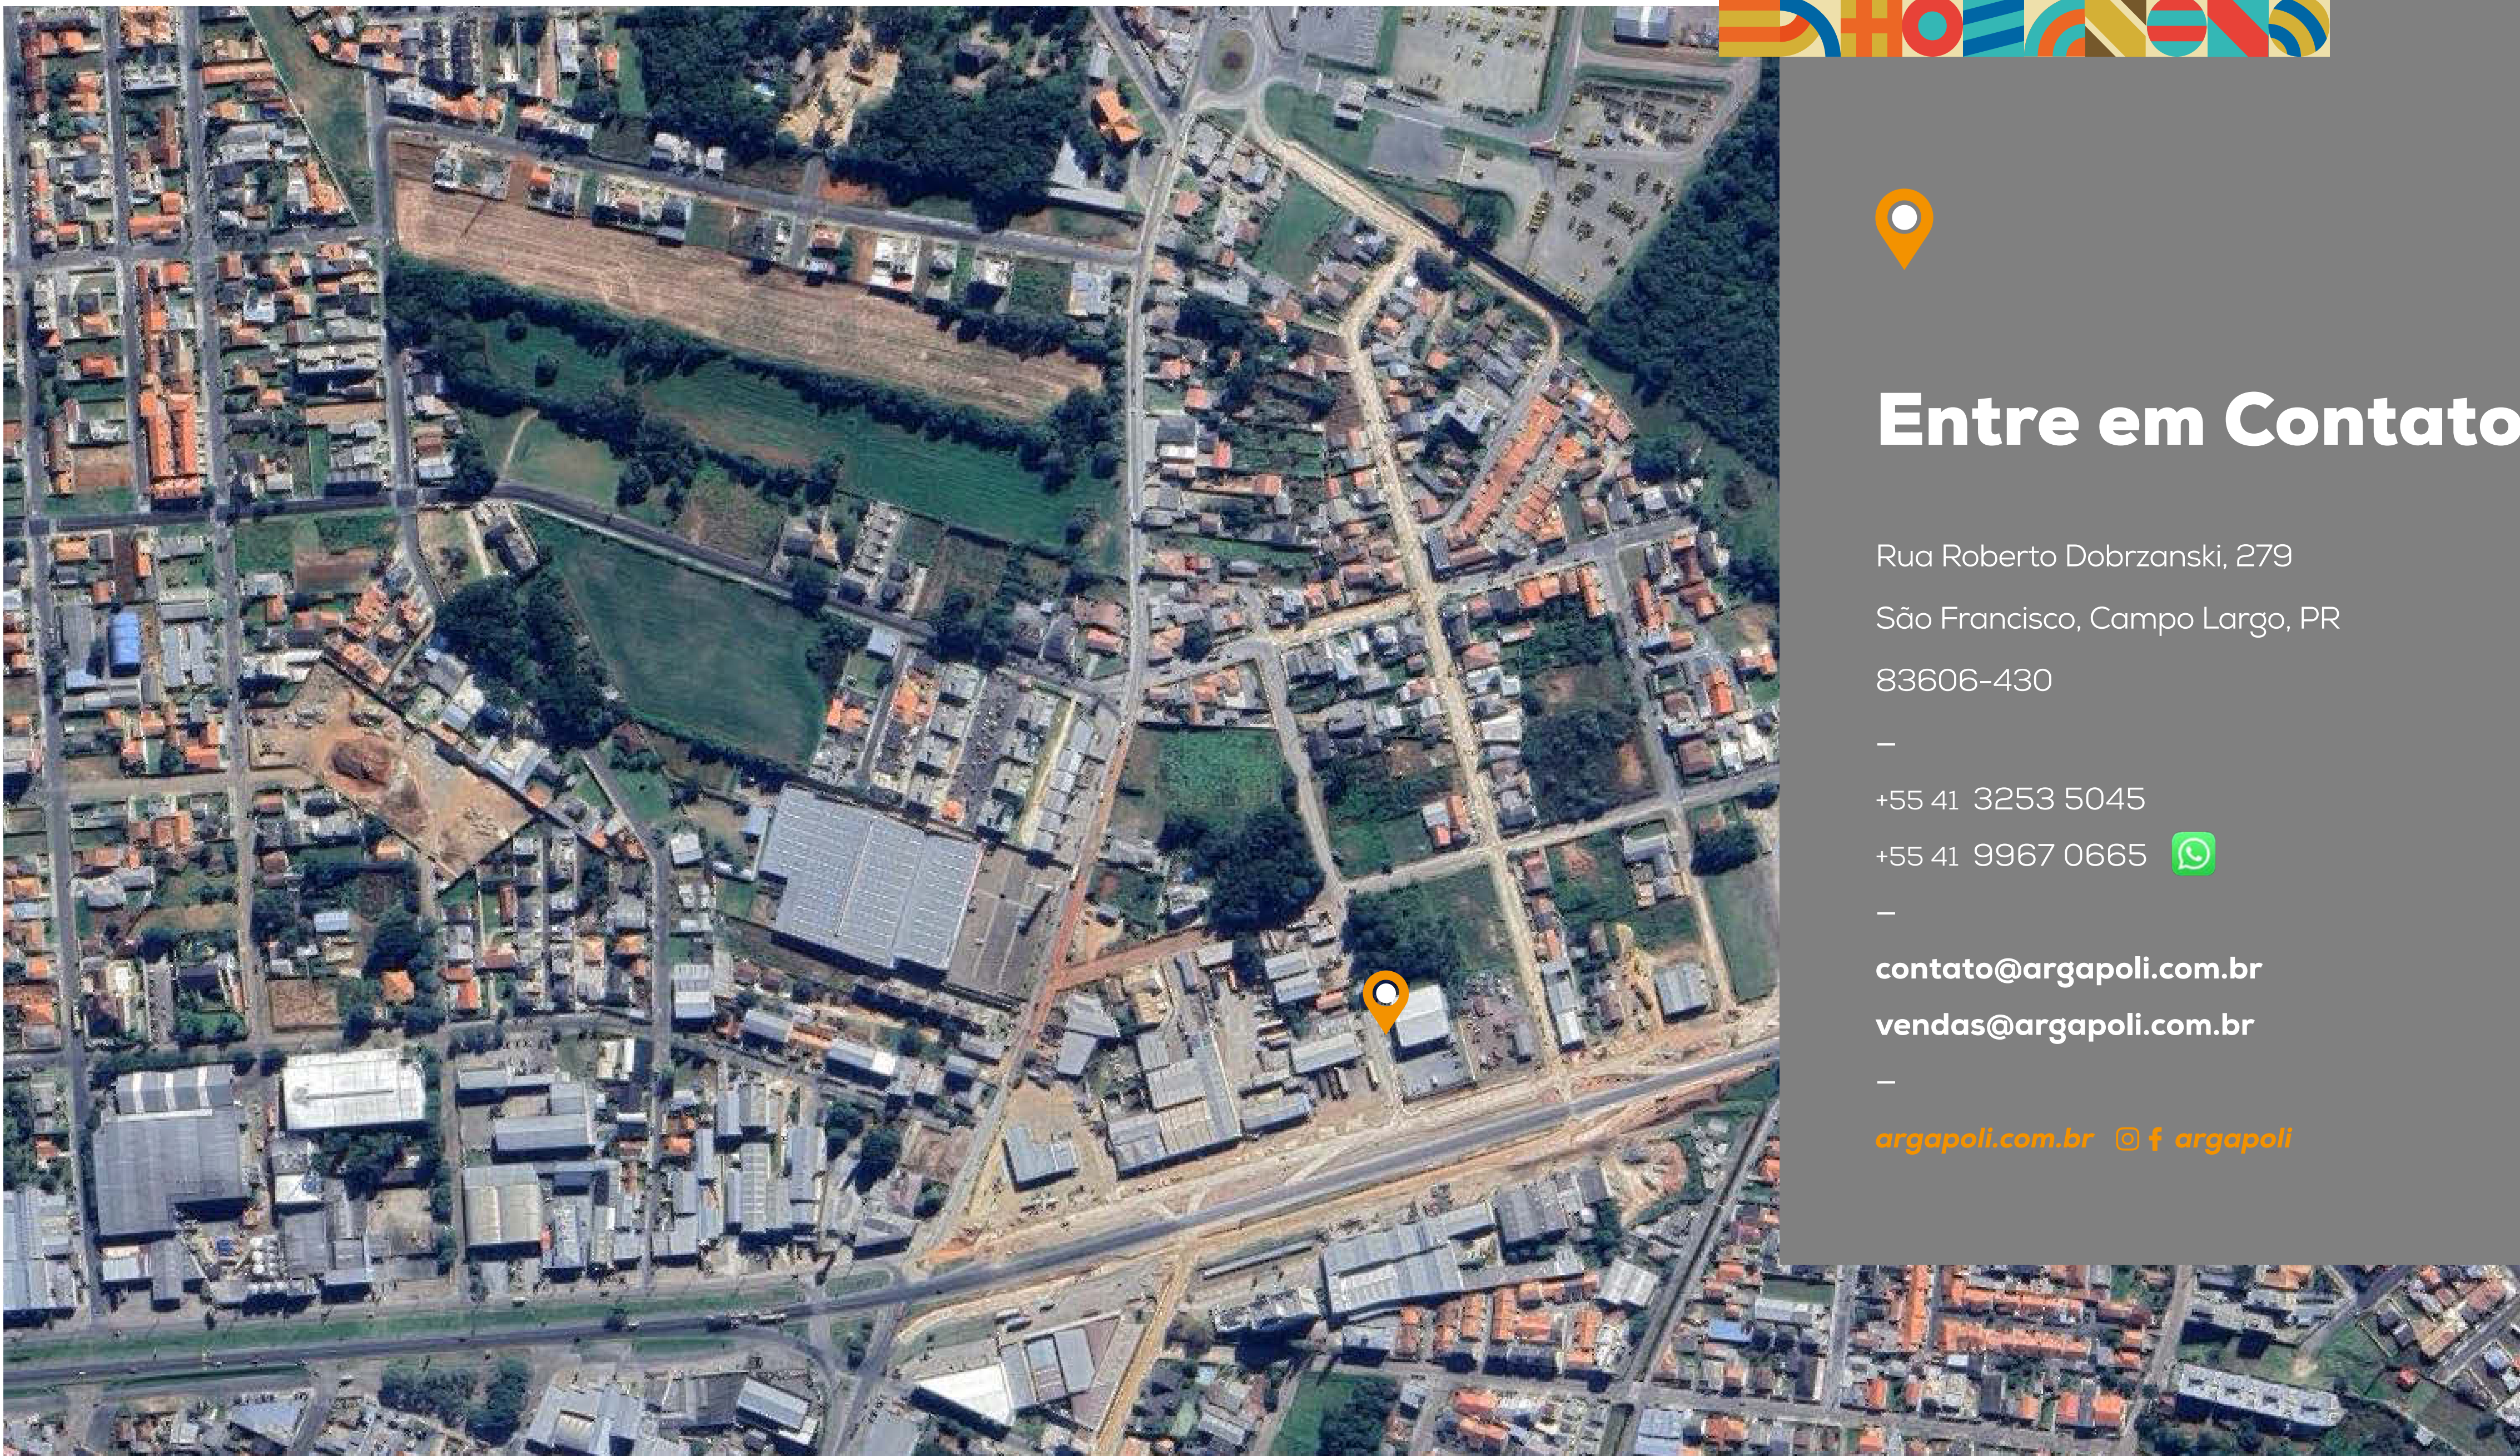 Entre em Contato
Rua Roberto Dobrzanski, 279
São Francisco, Campo Largo, PR
83606-430
–
+55 41 3253 5045
+55 41 9967 0665
–
contato@argapoli.com.br
vendas@argapoli.com.br
–
argapoli.com.br argapoli